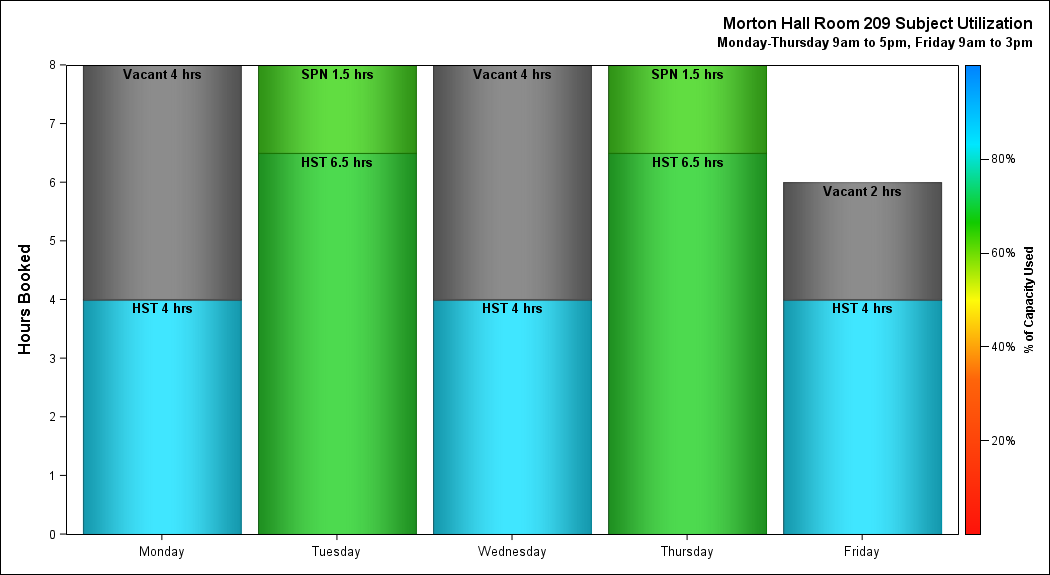 Morton Hall Room 209 Subject Utilization
Monday-Thursday 9am to 5pm, Friday 9am to 3pm
Hours Booked
8
7
6
5
4
3
2
1
0
Vacant 4 hrs
HST 4 hrs
SPN 1.5 hrs
HST 6.5 hrs
Vacant 4 hrs
HST 4 hrs
SPN 1.5 hrs
HST 6.5 hrs
Vacant 2 hrs
HST 4 hrs
Monday
Tuesday
Wednesday
Thursday
Friday
80%
60%
40%
20%
% of Capacity Used